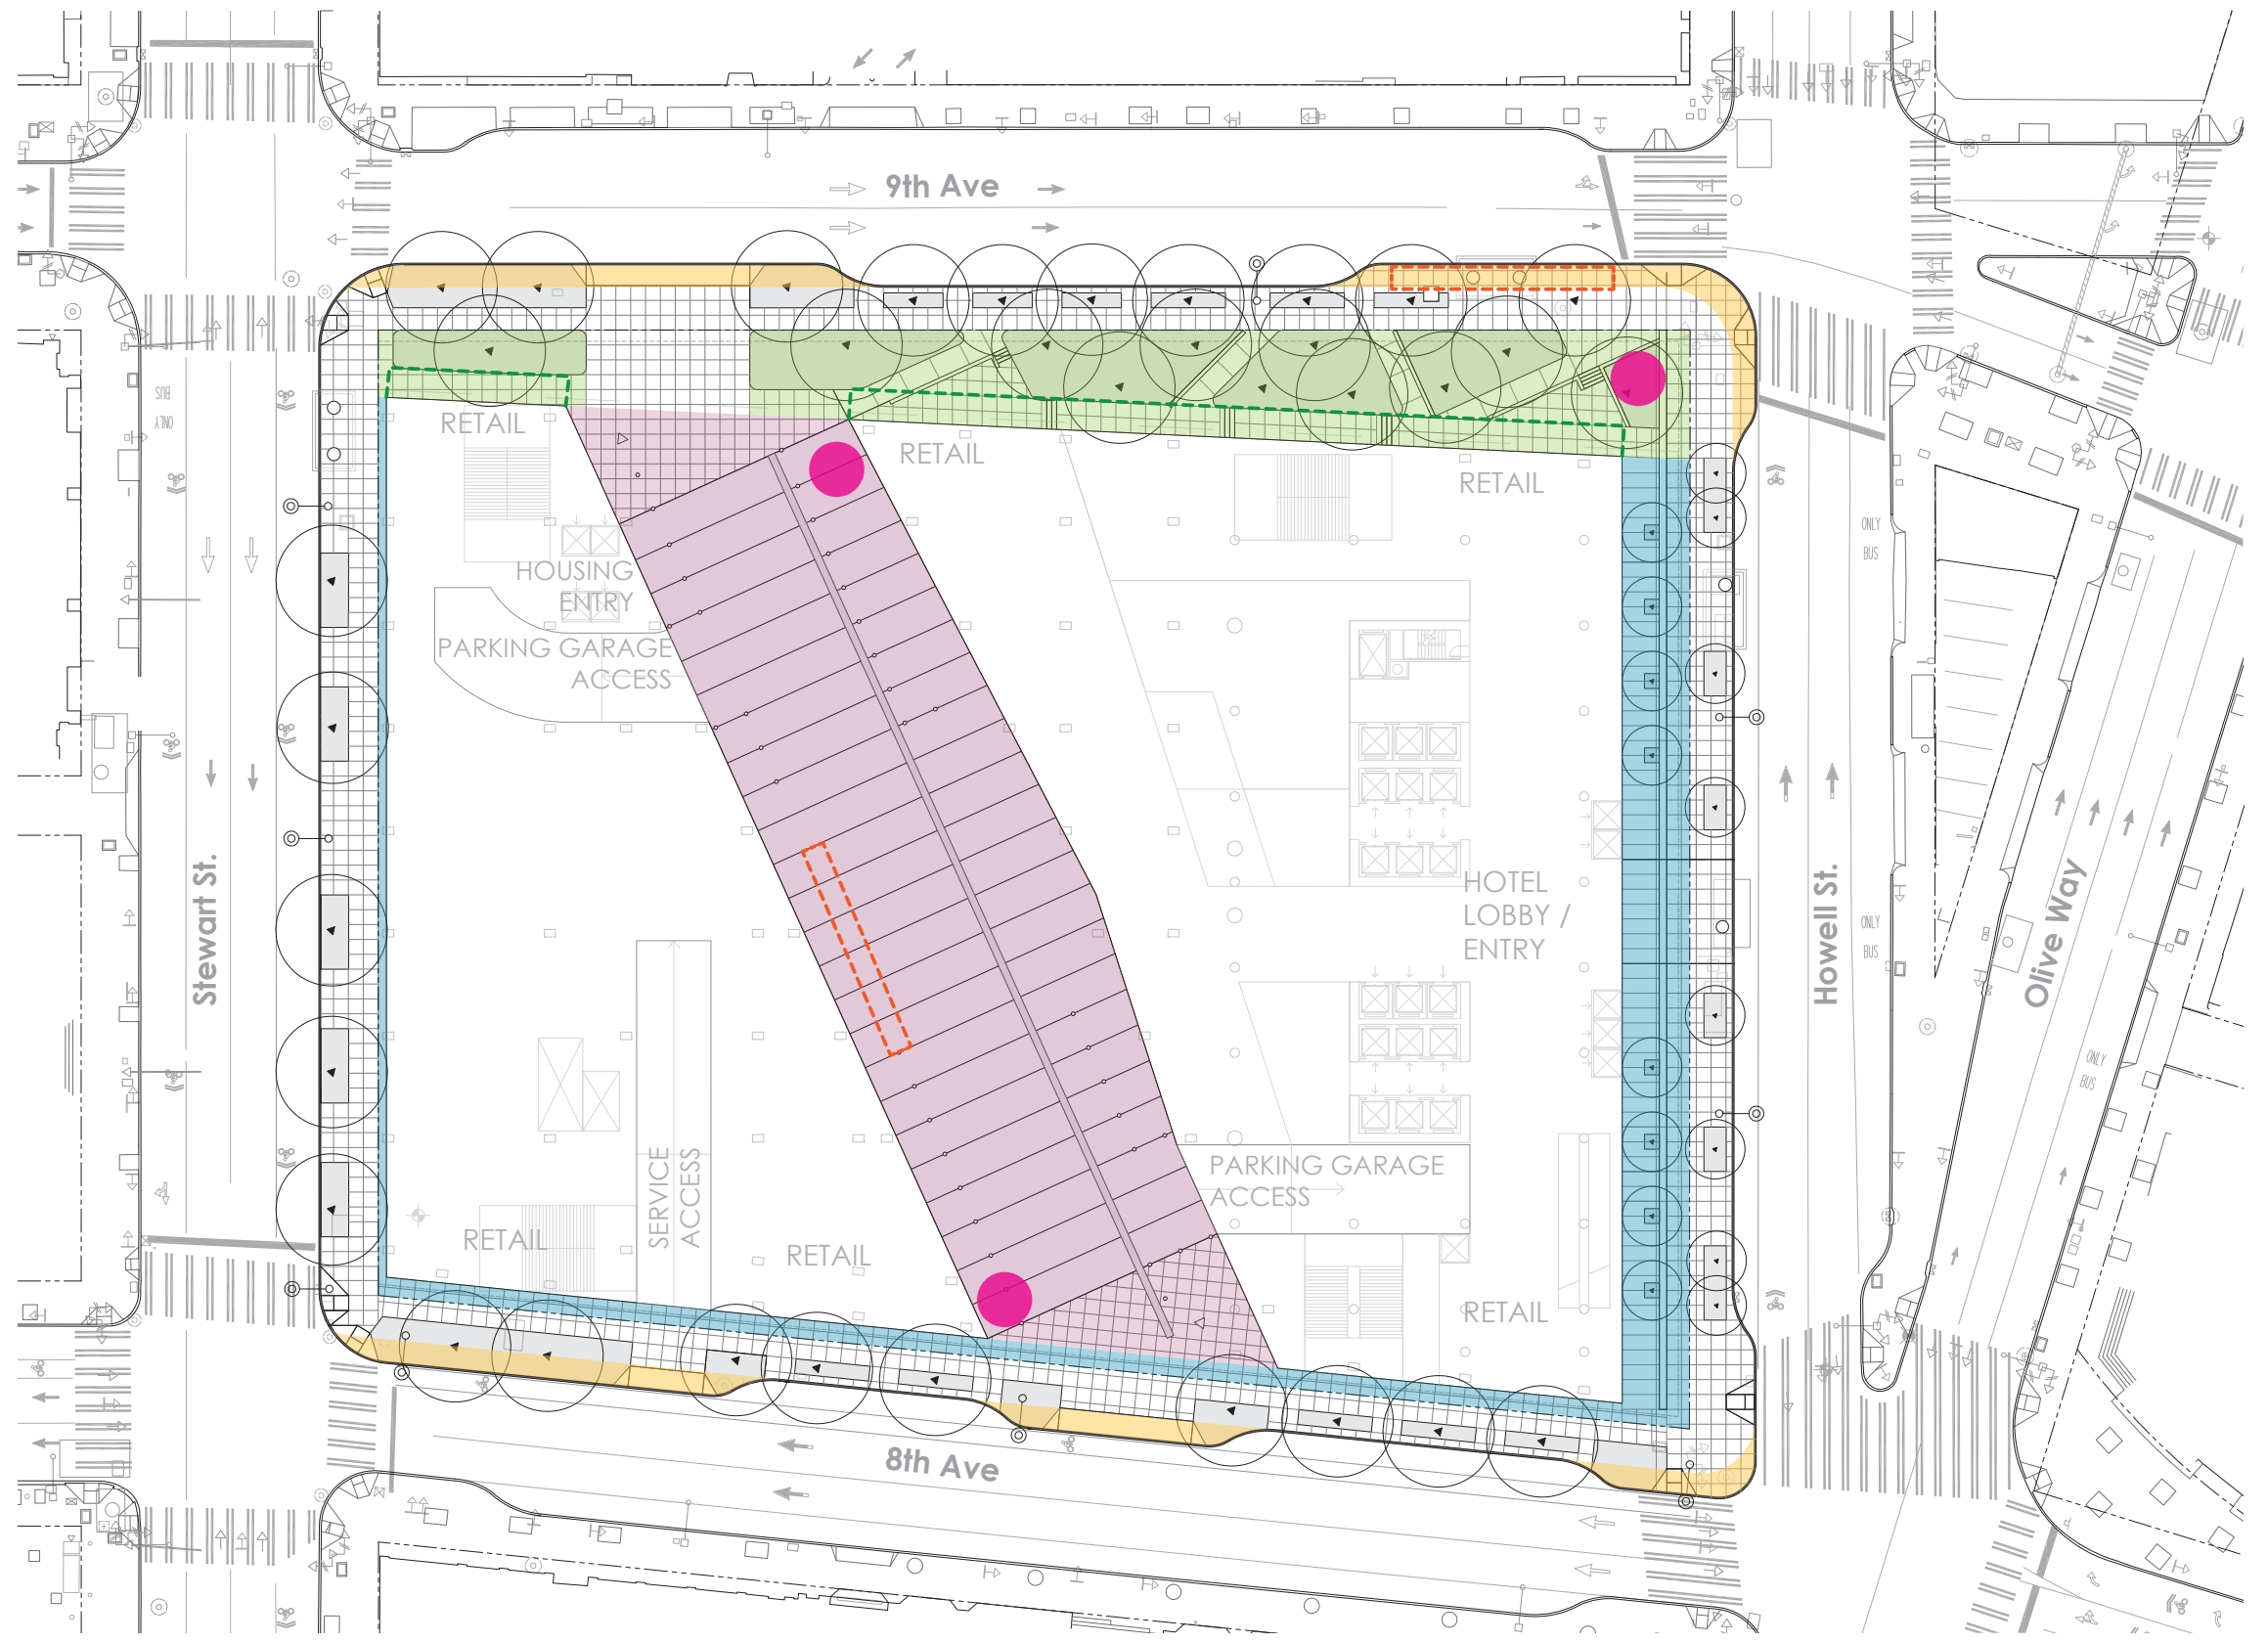 9th Ave
BUS
ONLY
RETAIL
RETAIL
RETAIL
ONLY
BUS
HOUSING
ENTRY
PARKING GARAGE
ACCESS
Stewart St.
HOTEL
LOBBY /
ENTRY
Howell St.
ONLY
BUS
Olive Way
ONLY
BUS
SERVICE
ACCESS
PARKING GARAGE
ACCESS
RETAIL
RETAIL
RETAIL
8th Ave